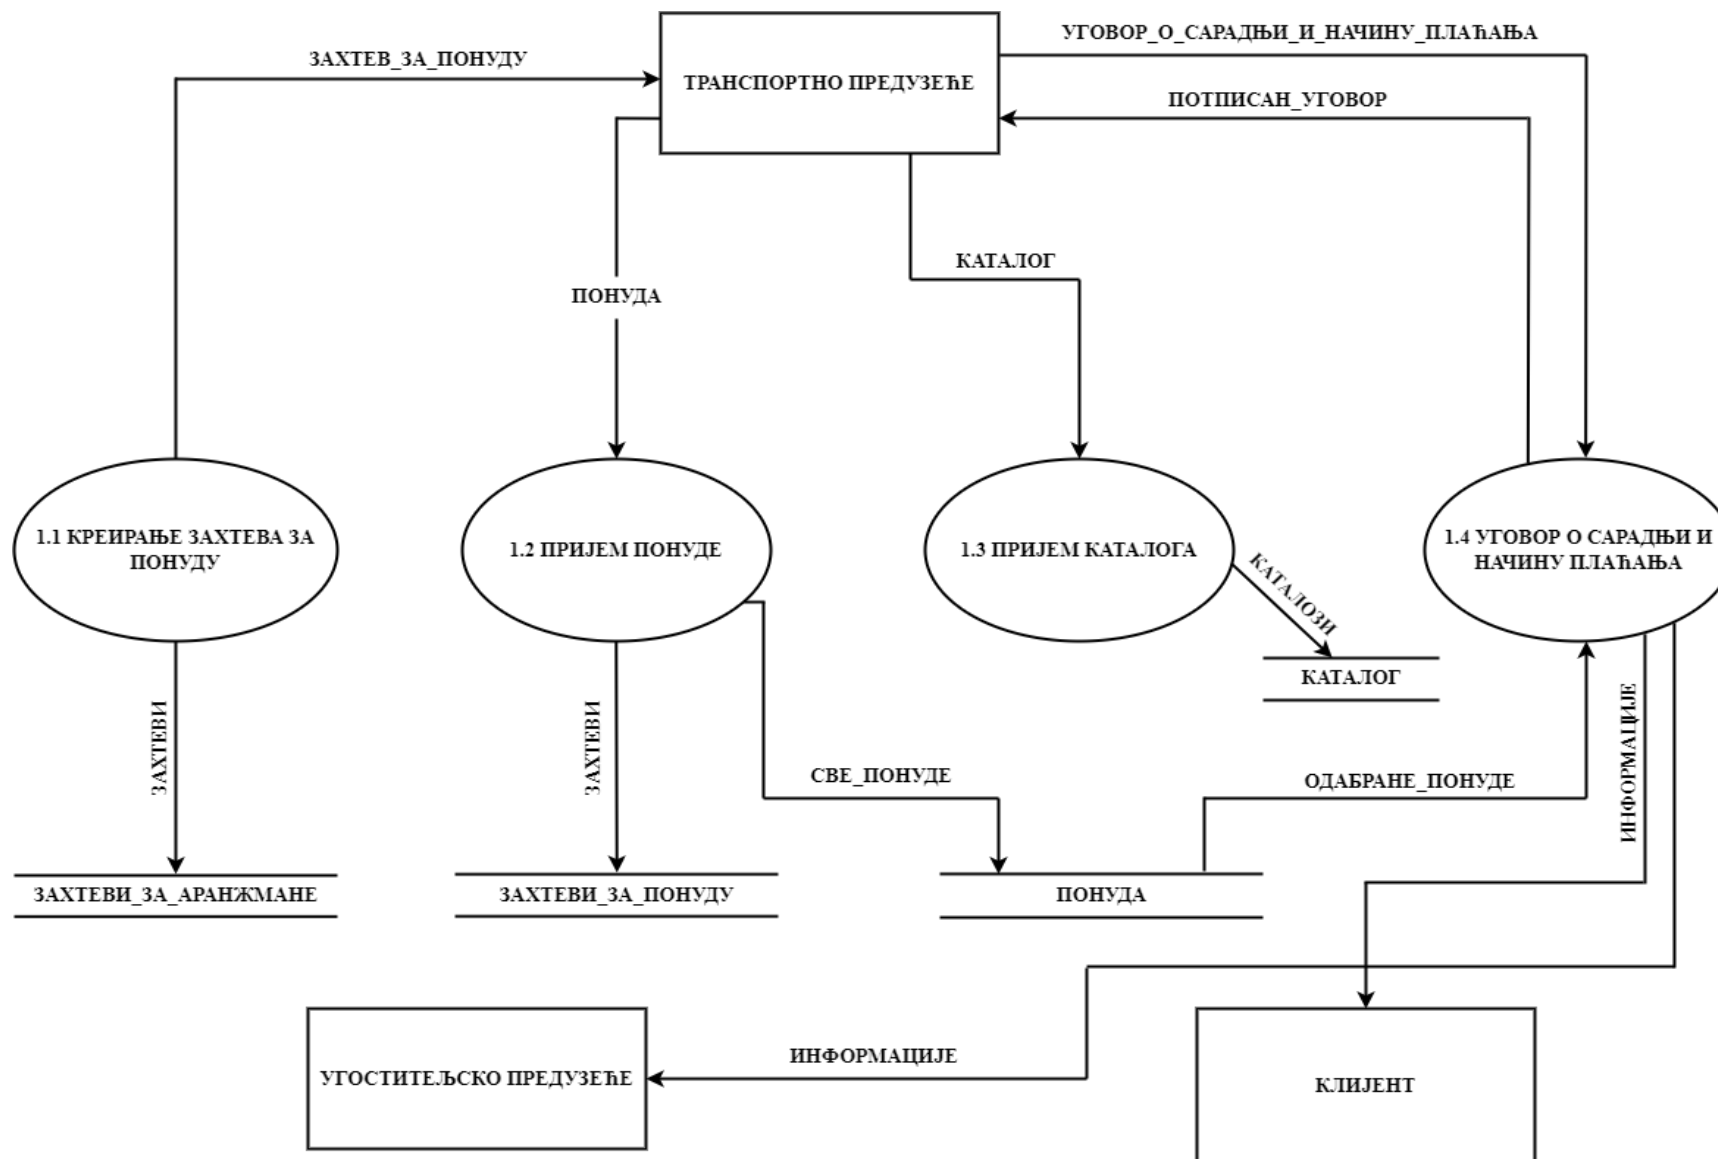 УГОВОР_О_САРАДЊИ_И_НАЧИНУ_ПЛАЋАЊА
ЗАХТЕВ_ЗА_ПОНУДУ
ТРАНСПОРТНО ПРЕДУЗЕЋЕ
ПОТПИСАН_УГОВОР
КАТАЛОГ
ПОНУДА
1.1 КРЕИРАЊЕ ЗАХТЕВА ЗА
ПОНУДУ
1.2 ПРИЈЕМ ПОНУДЕ
1.3 ПРИЈЕМ КАТАЛОГА
1.4 УГОВОР О САРАДЊИ И
НАЧИНУ ПЛАЋАЊА
КАТАЛОЗИ
КАТАЛОГ
ЗАХТЕВИ
ЗАХТЕВИ
ИНФОРМАЦИЈЕ
СВЕ_ПОНУДЕ
ОДАБРАНЕ_ПОНУДЕ
ЗАХТЕВИ_ЗА_АРАНЖМАНЕ
ЗАХТЕВИ_ЗА_ПОНУДУ
ПОНУДА
ИНФОРМАЦИЈЕ
УГОСТИТЕЉСКО ПРЕДУЗЕЋЕ
КЛИЈЕНТ